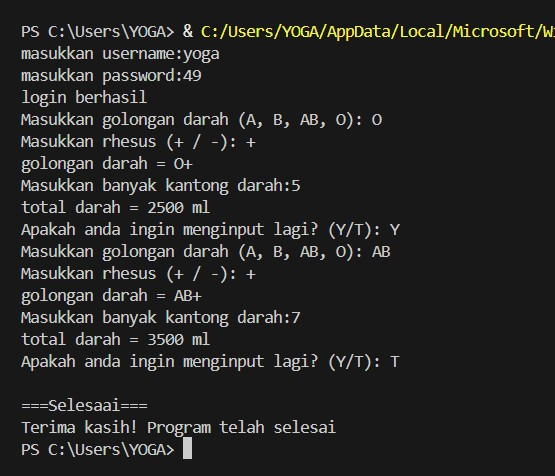 PS C:\Users\YOGA> & C:/Users/YOGA/AppData/Local/Microsoft/Wi
masukkan username:yoga
masukkan password:49
login berhasil
Masukkan golongan darah (A, B, AB, O): O
Masukkan rhesus (+ / -): +
golongan darah = O+
Masukkan banyak kantong darah:5
total darah = 2500 ml
Apakah anda ingin menginput lagi? (Y/T): Y
Masukkan golongan darah (A, B, AB, O): AB
Masukkan rhesus (+ / -): +
golongan darah = AB+
Masukkan banyak kantong darah:7
total darah = 3500 ml
Apakah anda ingin menginput lagi? (Y/T): T
===Selesaai===
Terima kasih! Program telah selesai
PS C:\Users\YOGA>